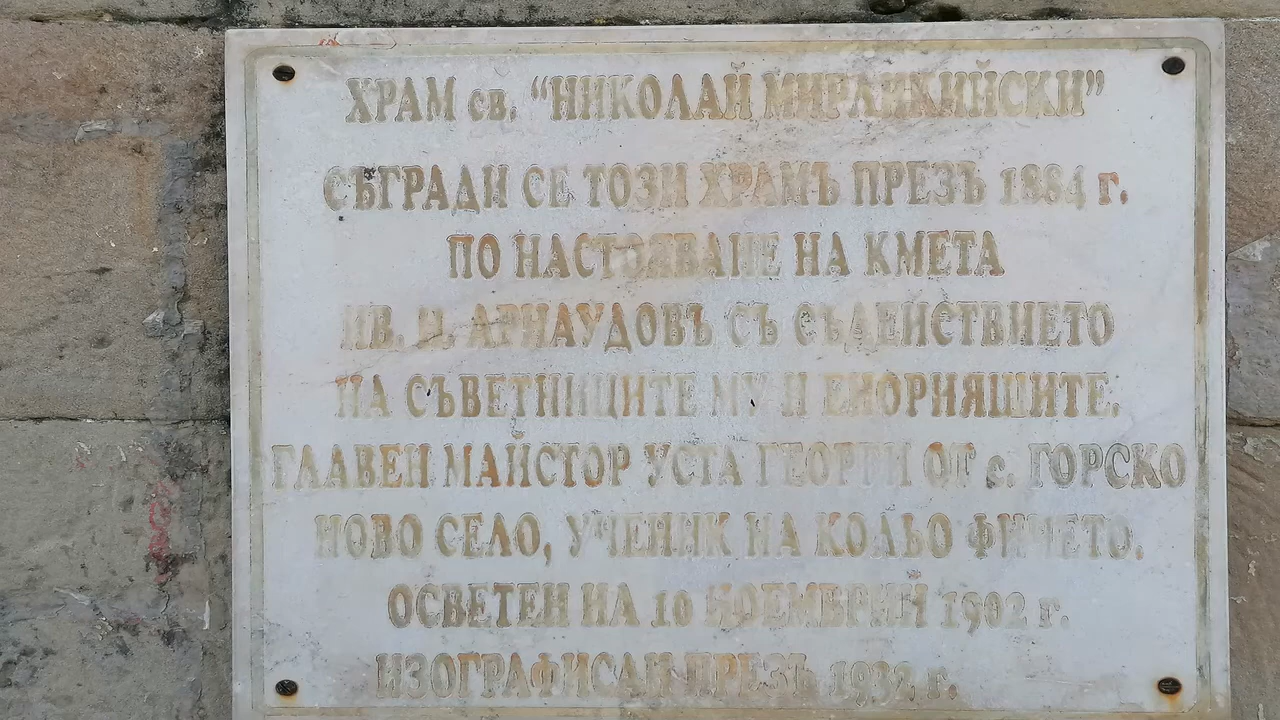 ХРАМ св. “НИКОЛАЙ МИРЛИКИЙСКИ”
СЪГРАДИ СЕ ТОЗИ ХРАМЪ ПРЕЗЪ 1884 г.
ПО НАСТОЯВАНЕ НА КМЕТА
ИВ. Н. АРНАУДОВЪ СЪ СЪДЕЙСТВИЕТО
НА СЪВЕТНИЦИТЕ МУ И ЕНОРИЯЩИТЕ.
ГЛАВЕН МАЙСТОР УСТА ГЕОРГИ ОТ с. ГОРСКО
НОВО СЕЛО, УЧЕНИК НА КОЛЬО ФИЧЕТО.
ОСВЕТЕН НА 10 НОЕМВРИЙ 1902 г.
ИЗОГРАФИСАН ПРЕЗЪ 1932 г.